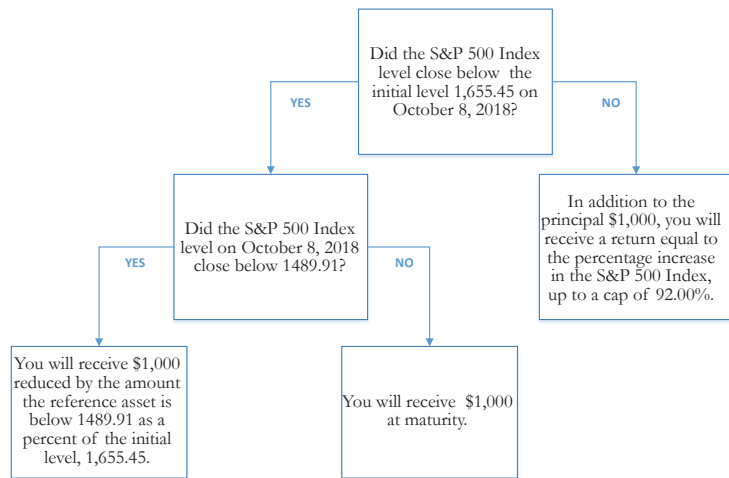 Did the S&P 500 Index
level close below the
initial level 1,655.45 on
October 8, 2018?
YES
NO
Did the S&P 500 Index
level on October 8, 2018
close below 1489.91?
In addition to the
principal $1,000, you will
receive a return equal to
the percentage increase
in the S&P 500 Index,
up to a cap of 92.00%.
YES
NO
You will receive $1,000
reduced by the amount
the reference asset is
below 1489.91 as a
percent of the initial
level, 1,655.45.
You will receive $1,000
at maturity.